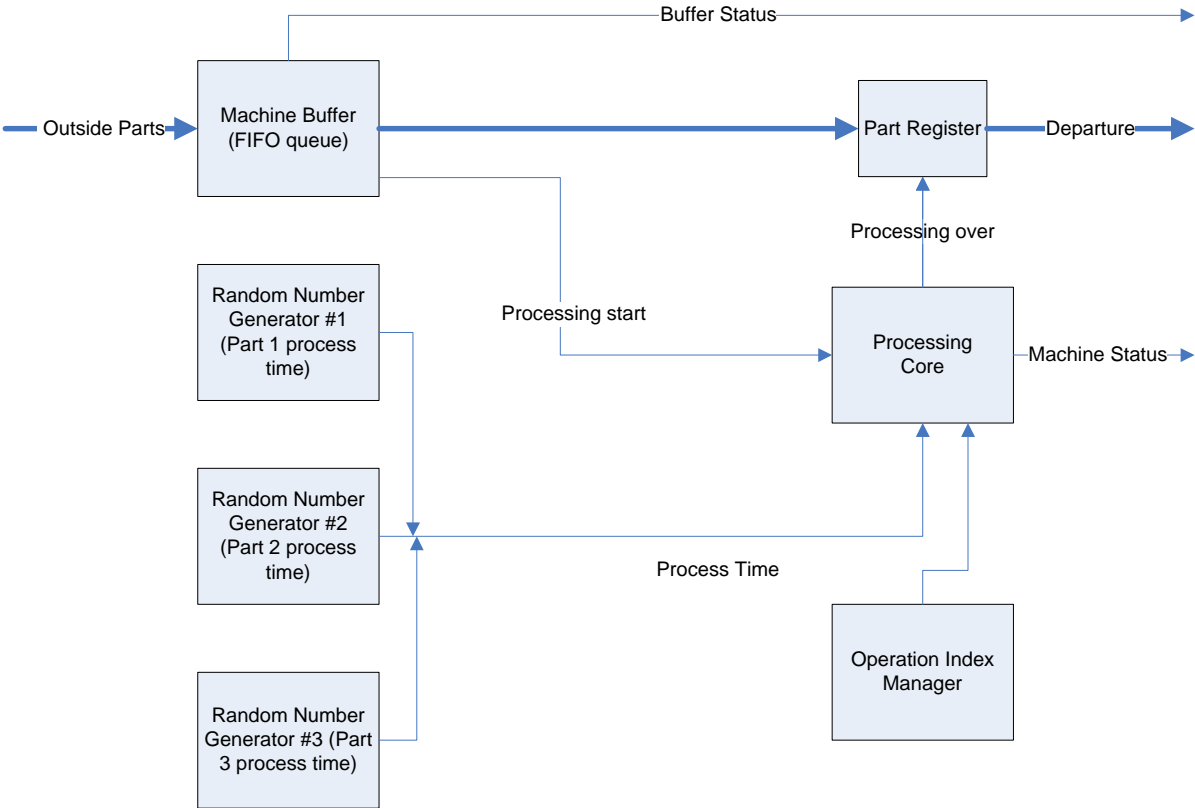 Buffer Status
Outside Parts
Machine Buffer
(FIFO queue)
Part Register
Departure
Processing over
Random Number
Generator #1
(Part 1 process
time)
Processing start
Processing
Core
Machine Status
Random Number
Generator #2
(Part 2 process
time)
Process Time
Operation Index
Manager
Random Number
Generator #3 (Part
3 process time)